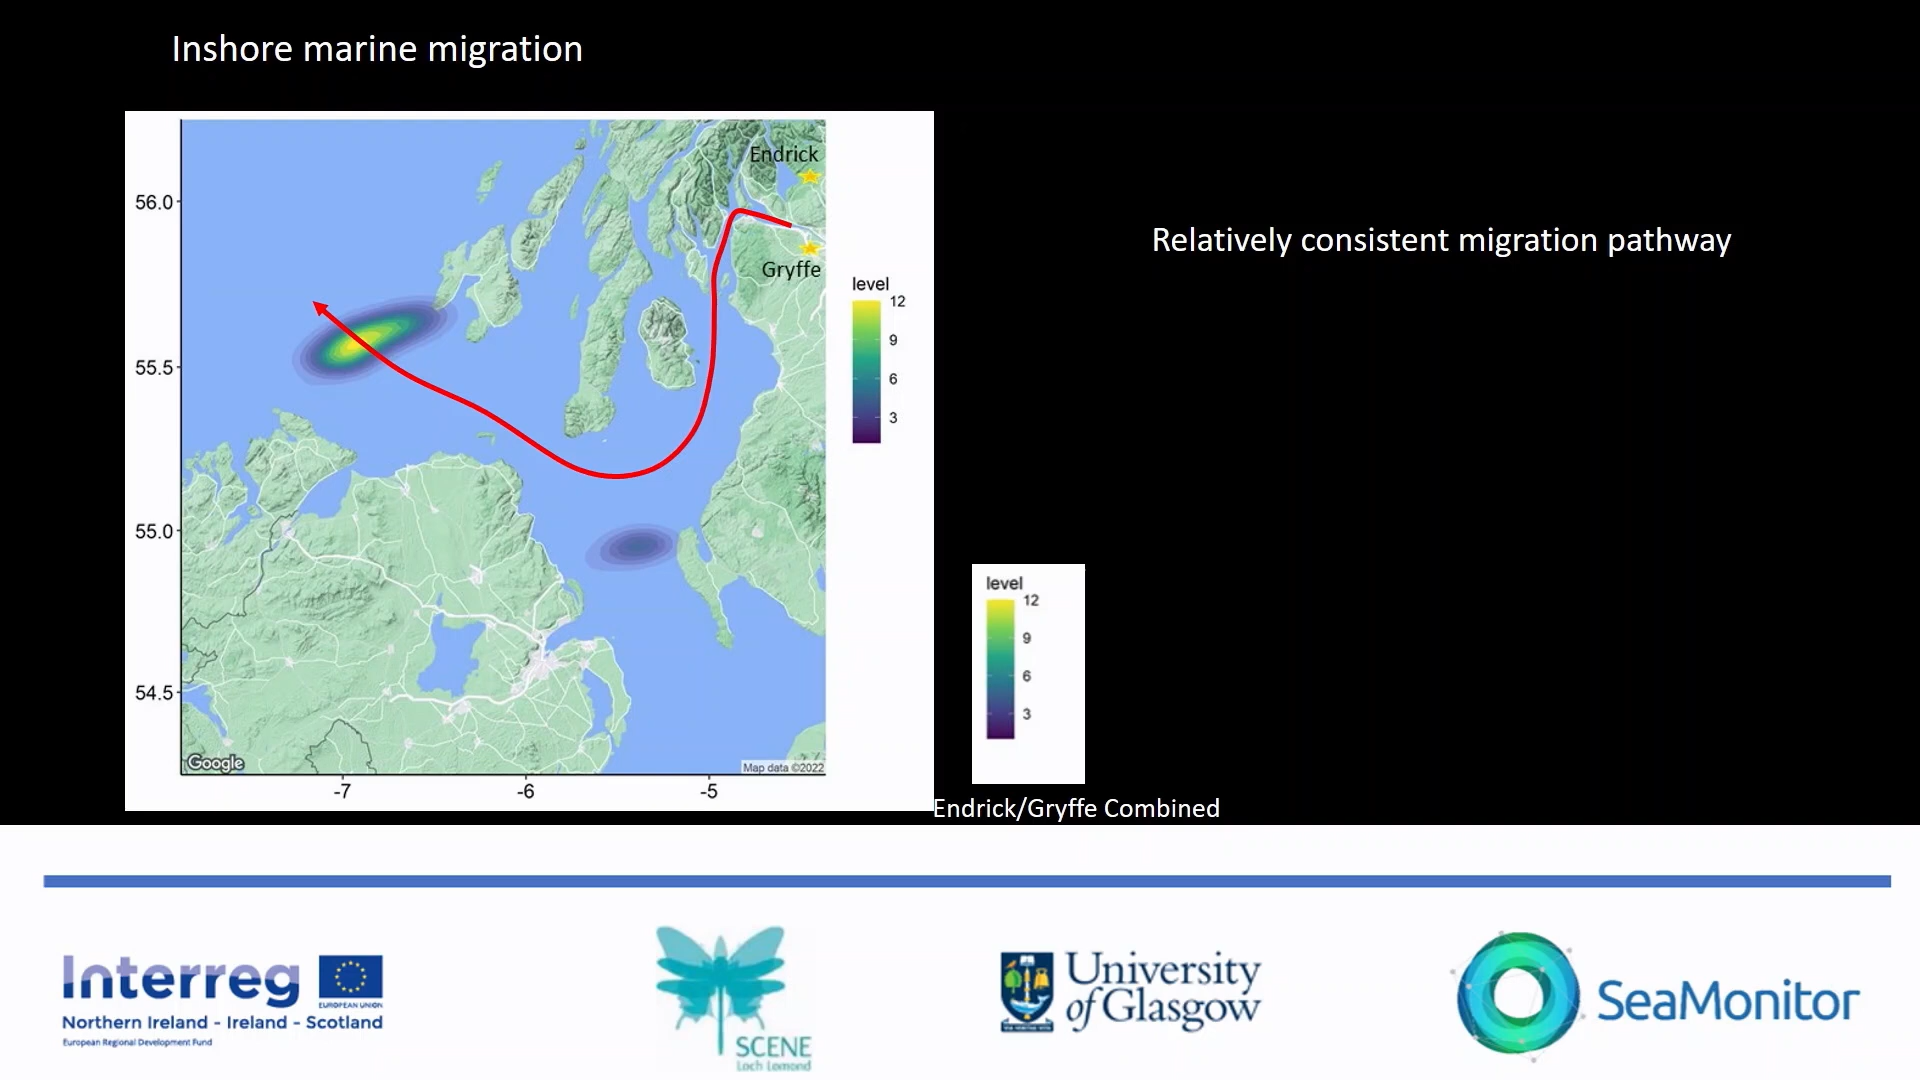 Inshore marine migration
Endrick
Gryffe
56.0
55.5
55.0
54.5
-7
-6
-5
Google
Map data ©2022
level
12
9
6
3
Relatively consistent migration pathway
level
12
9
6
3
Endrick/Gryffe Combined
Interreg
EUROPEAN UNION
Northern Ireland - Ireland - Scotland
European Regional Development Fund
SCENE
Loch Lomond
University
of Glasgow
SeaMonitor